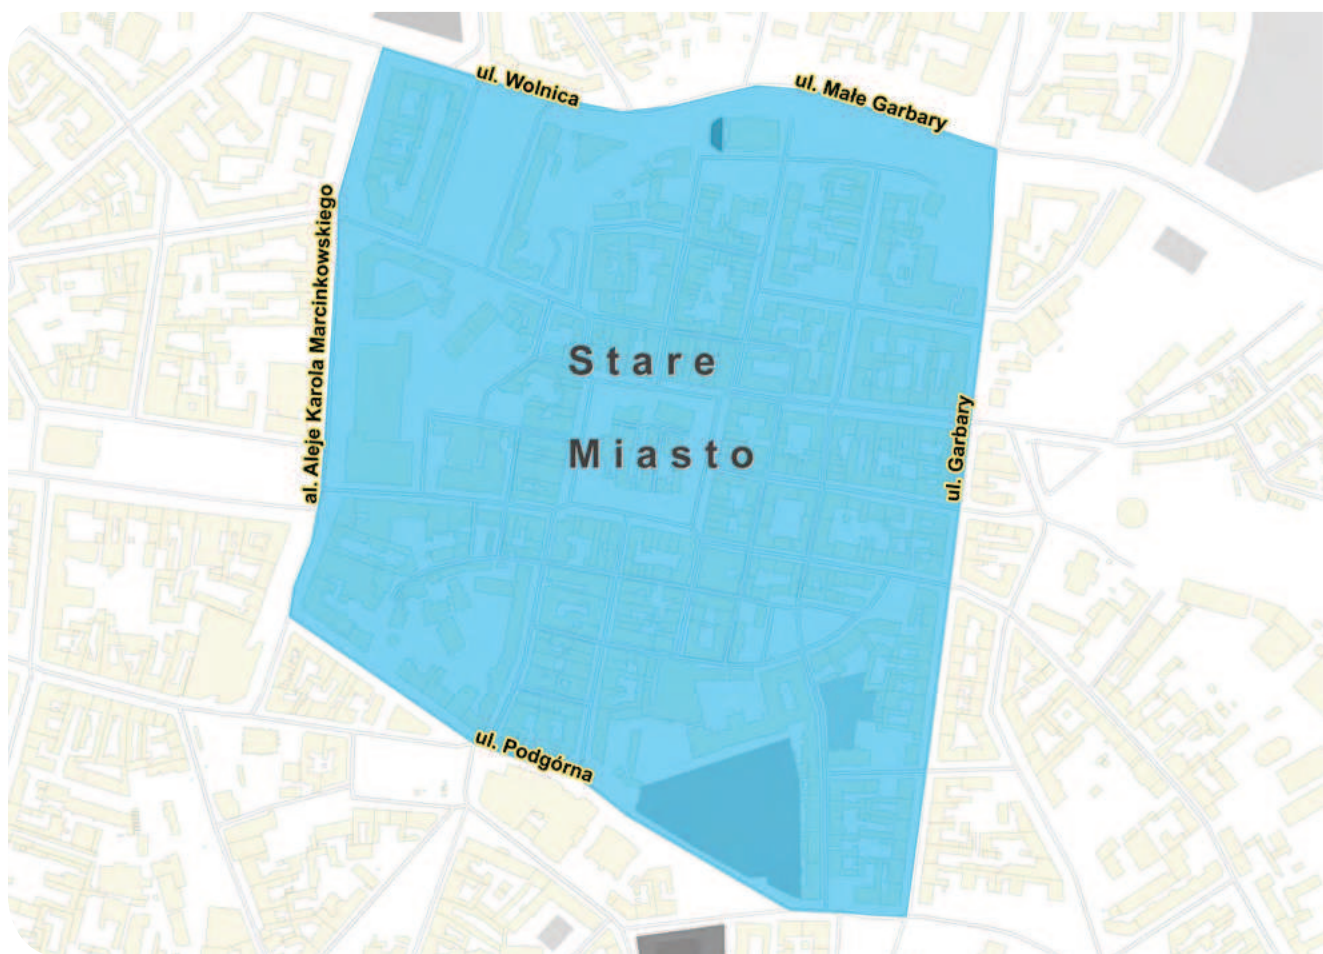 ul. Wolnica
ul. Małe Garbary
al. Aleje Karola Marcinkowskiego
Stare
Miasto
ul. Garbary
ul. Podgórna